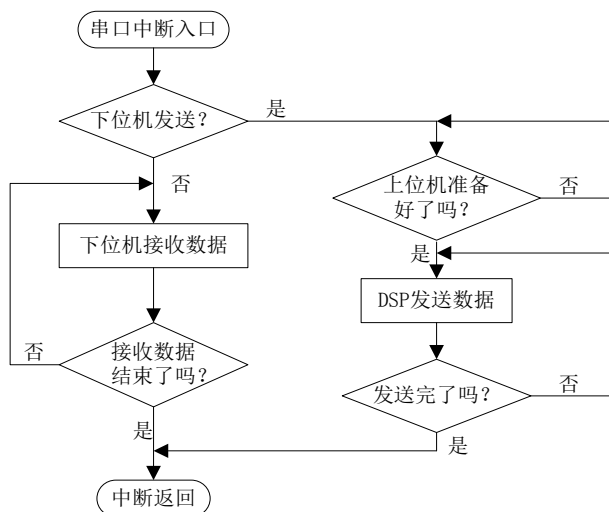 串口中断入口
下位机发送?
是
否
上位机准备
好了吗?
否
下位机接收数据
是
DSP发送数据
否
接收数据
结束了吗?
发送完了吗?
否
是
是
中断返回